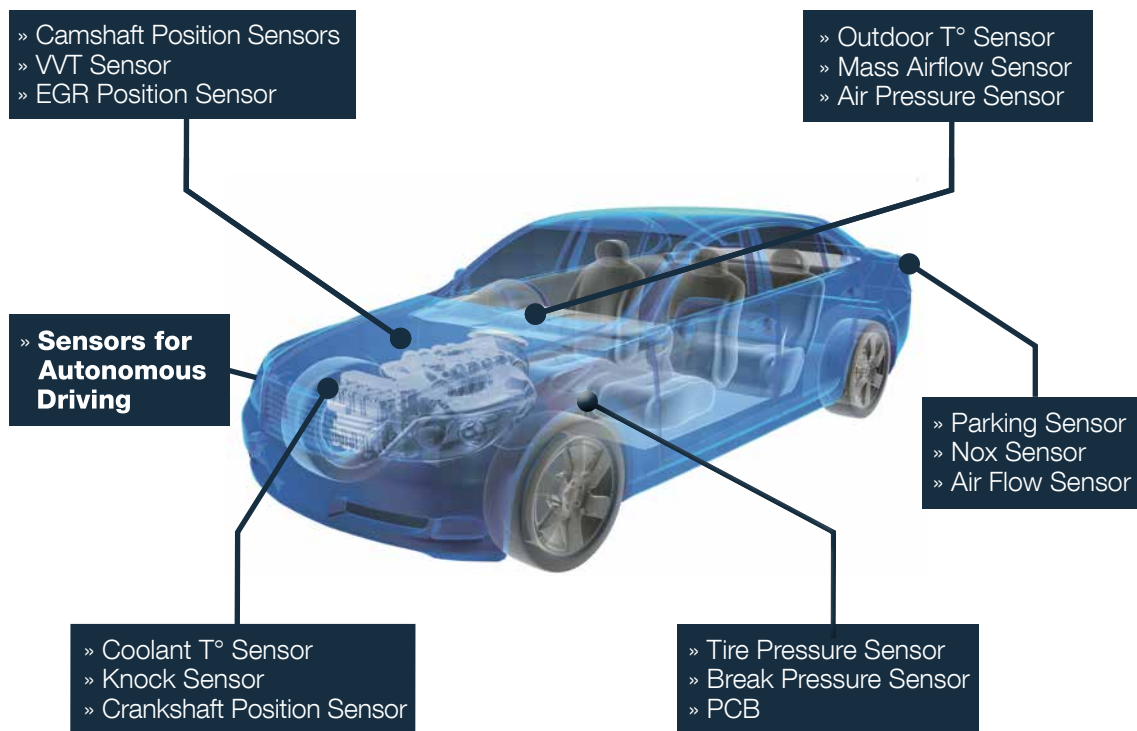 » Camshaft Position Sensors
» VVT Sensor
» EGR Position Sensor
» Outdoor T° Sensor
» Mass Airflow Sensor
» Air Pressure Sensor
» Sensors for
Autonomous
Driving
» Parking Sensor
» Nox Sensor
» Air Flow Sensor
» Coolant T° Sensor
» Knock Sensor
» Crankshaft Position Sensor
» Tire Pressure Sensor
» Break Pressure Sensor
» PCB